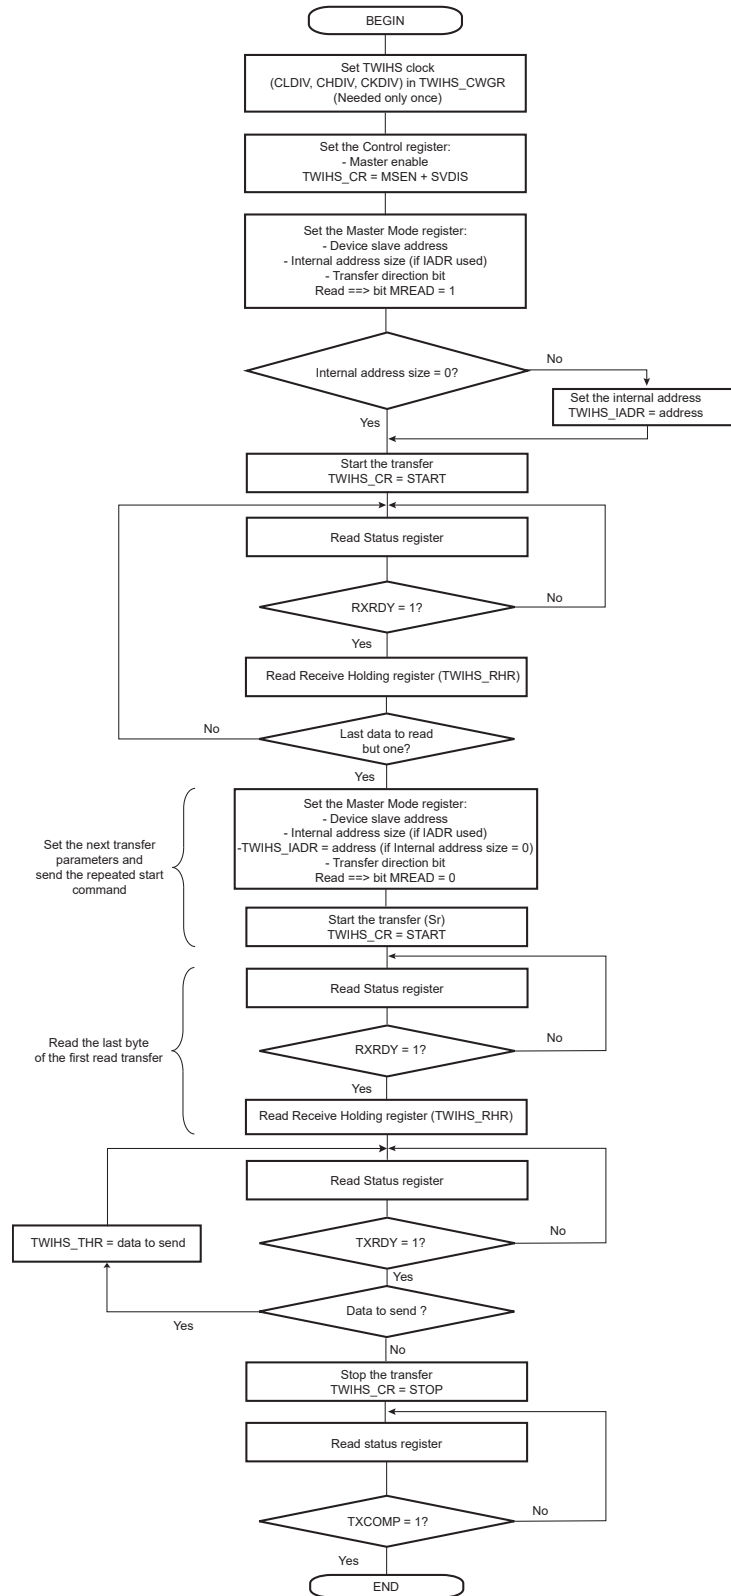 BEGIN
Set TWIHS clock
(CLDIV, CHDIV, CKDIV) in TWIHS_CWGR
(Needed only once)
Set the Control register:
- Master enable
TWIHS_CR = MSEN + SVDIS
Set the Master Mode register:
- Device slave address
- Internal address size (if IADR used)
- Transfer direction bit
Read ==> bit MREAD = 1
Internal address size = 0?
No
Set the internal address
TWIHS_IADR = address
Yes
Start the transfer
TWIHS_CR = START
Read Status register
RXRDY = 1?
No
Yes
Read Receive Holding register (TWIHS_RHR)
Last data to read
but one?
No
Yes
Set the next transfer
parameters and
send the repeated start
command
Set the Master Mode register:
- Device slave address
- Internal address size (if IADR used)
-TWIHS_IADR = address (if Internal address size = 0)
- Transfer direction bit
Read ==> bit MREAD = 0
Start the transfer (Sr)
TWIHS_CR = START
Read the last byte
of the first read transfer
Read Status register
RXRDY = 1?
No
Yes
Read Receive Holding register (TWIHS_RHR)
Read Status register
TWIHS_THR = data to send
TXRDY = 1?
No
Yes
Data to send ?
Yes
No
Stop the transfer
TWIHS_CR = STOP
Read status register
TXCOMP = 1?
No
Yes
END